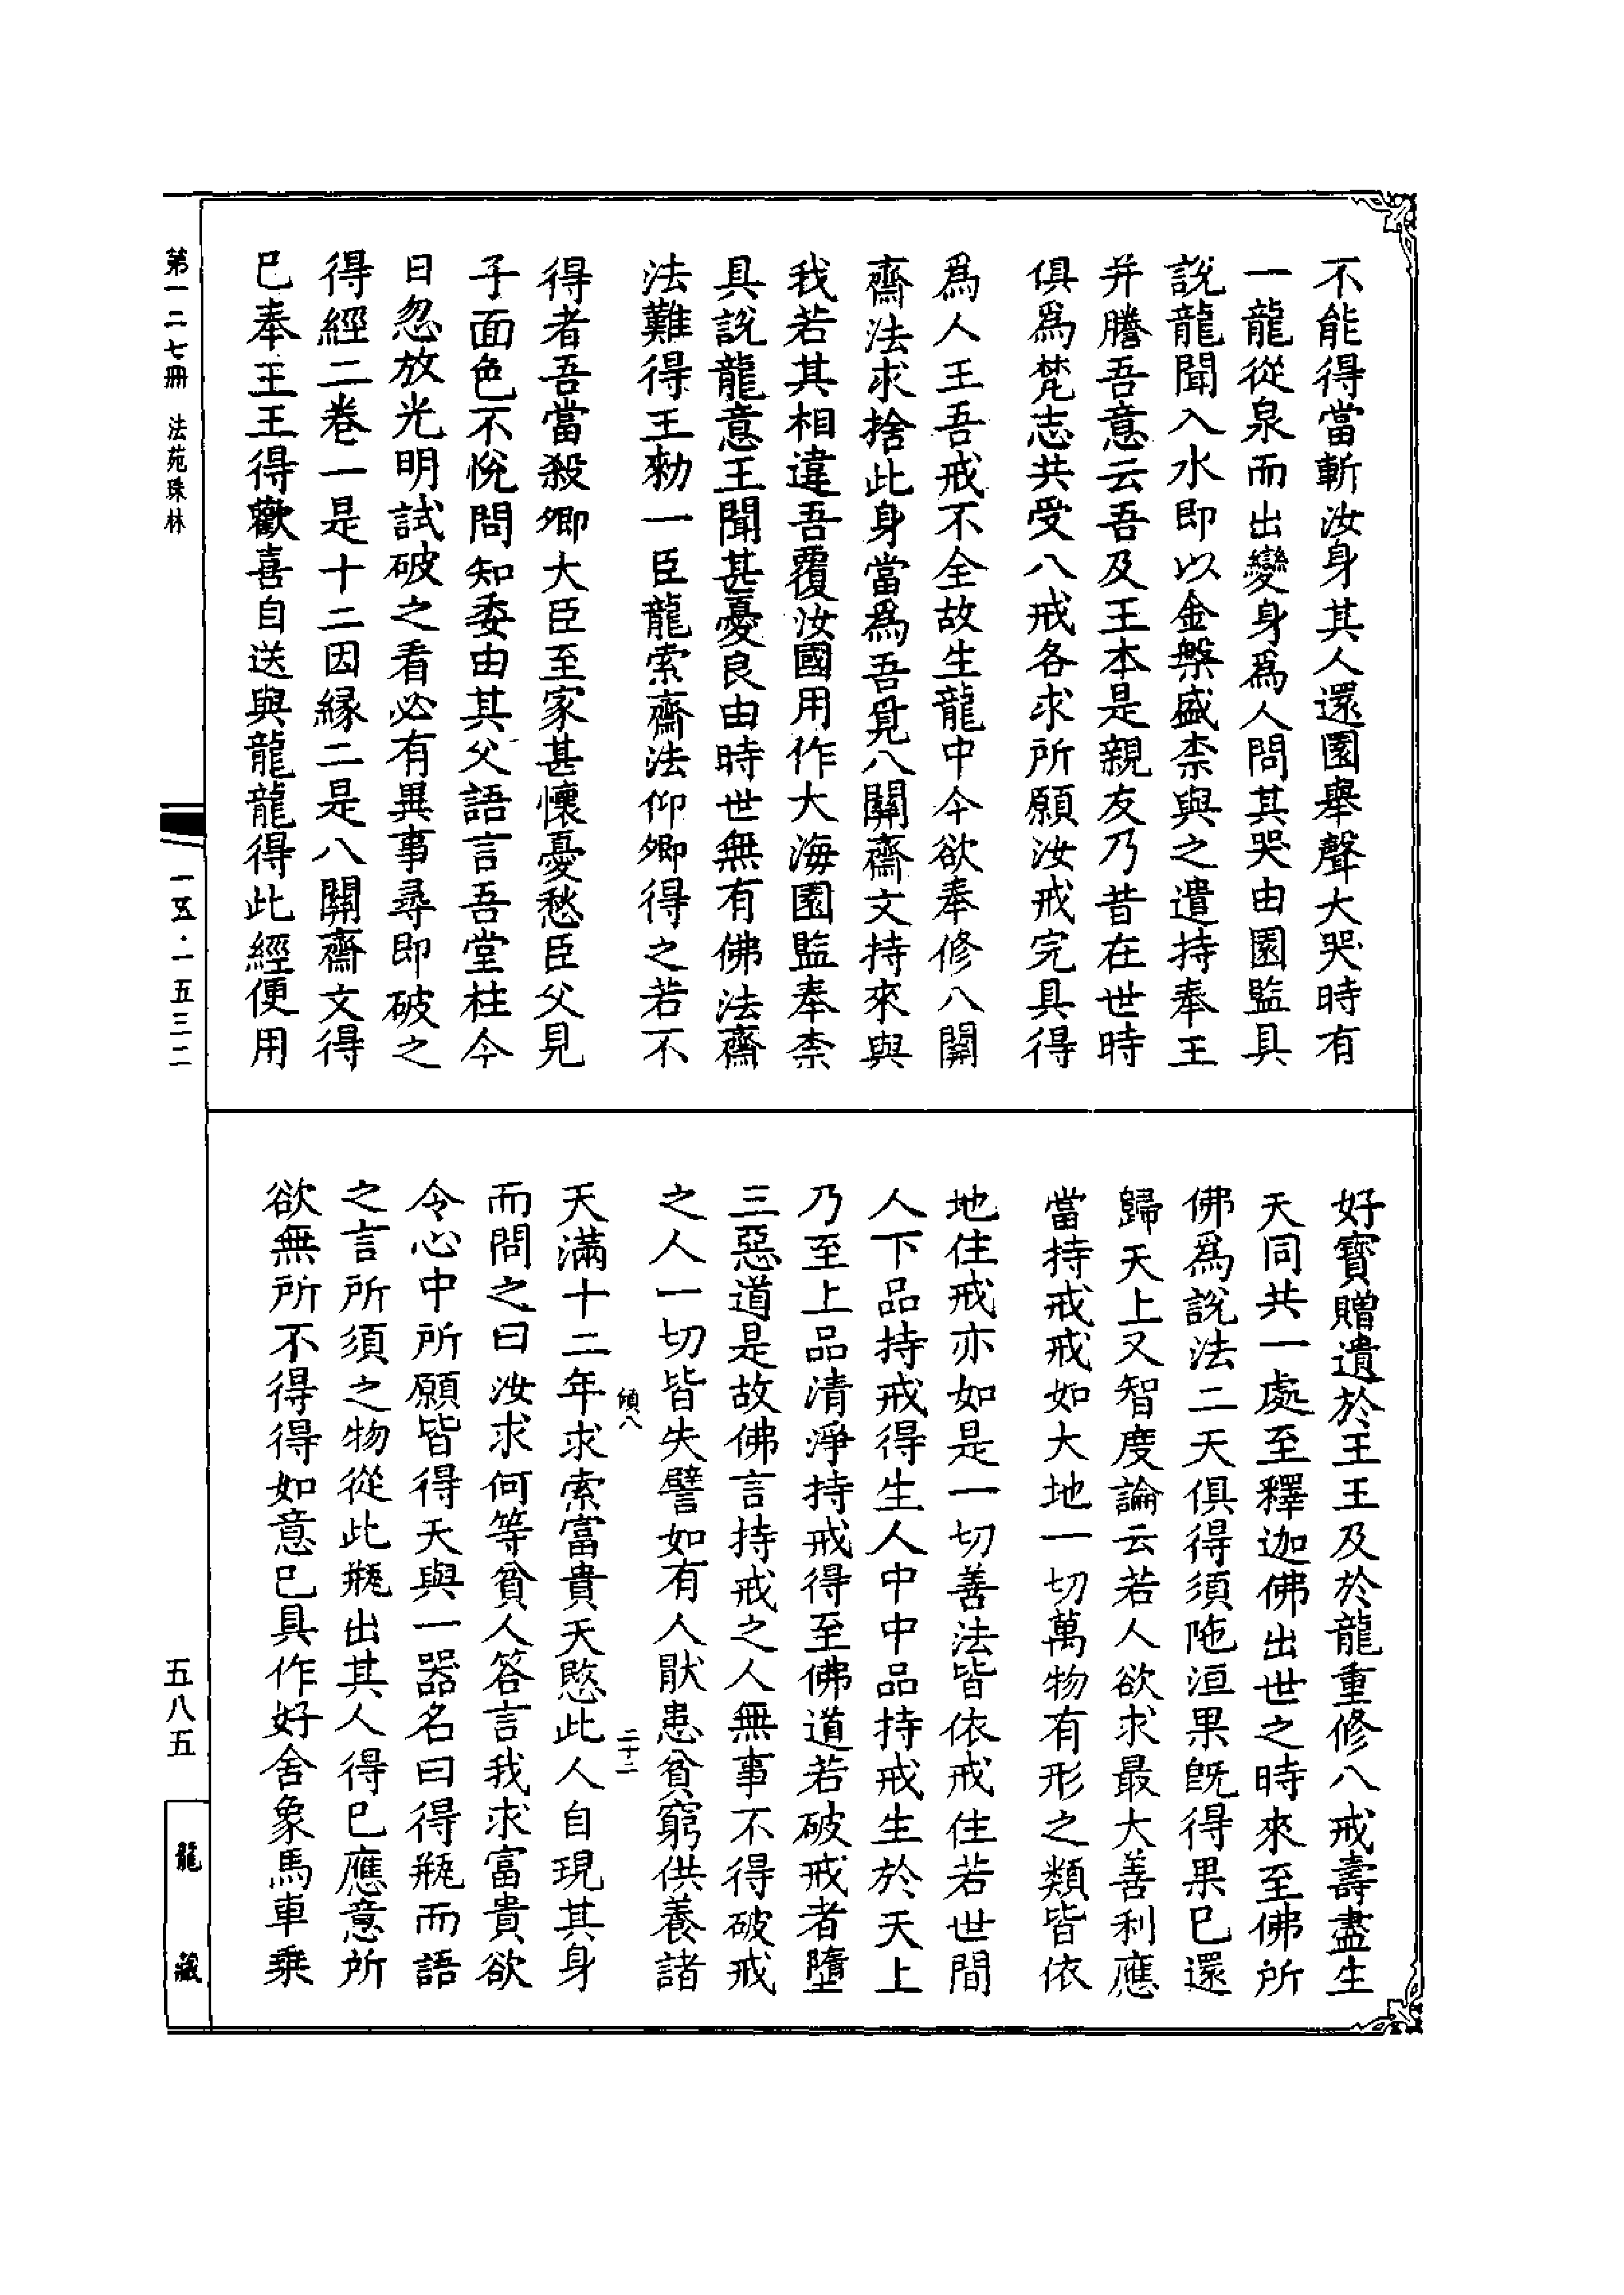 不能得當斬汝身其人還園舉聲大哭時有
一龍從泉而出變身爲人問其哭由園監具
說龍聞入水即以金槃盛柰與之遣持奉王
并騰吾意云吾及王本是親友乃昔在世時
俱爲梵志共受八戒各求所願汝戒完具得
爲人王吾戒不全故生龍中今欲奉修八關
齋法求捨此身當爲吾覓八關齋文持來與
我若其相違吾覆汝國用作大海園監奉柰
具說龍意王聞甚憂良由時世無有佛法齋
法難得王勑一臣龍索齋法仰卿得之若不
得者吾當殺卿大臣至家甚懷憂愁臣父見
子面色不悅問知委由其父語言吾堂柱今
日忽放光明試破之看必有異事尋即破之
得經二卷一是十二因縁二是八關齋文得
已奉王王得歡喜自送與龍龍得此經便用
好寶贈遺於王王及於龍重修八戒壽盡生
天同共一處至釋迦佛出世之時來至佛所
佛爲說法二天俱得須陁洹果旣得果已還
歸天上又智度論云若人欲求最大善利應
當持戒戒如大地一切萬物有形之類皆依
地住戒亦如是一切善法皆依戒住若世間
人下品持戒得生人中中品持戒生於天上
乃至上品清淨持戒得至佛道若破戒者墮
三惡道是故佛言持戒之人無事不得破戒
之人一切皆失譬如有人猒患貧窮供養諸
傾八 二十二
天滿十二年求索富貴天愍此人自現其身
而問之曰汝求何等貧人答言我求富貴欲
令心中所願皆得天與一器名曰得瓶而語
之言所須之物從此瓶出其人得已應意所
欲無所不得得如意已具作好舍象馬車乘
第一二七冊 法苑珠林
一五·一五三二
五八五
龍藏